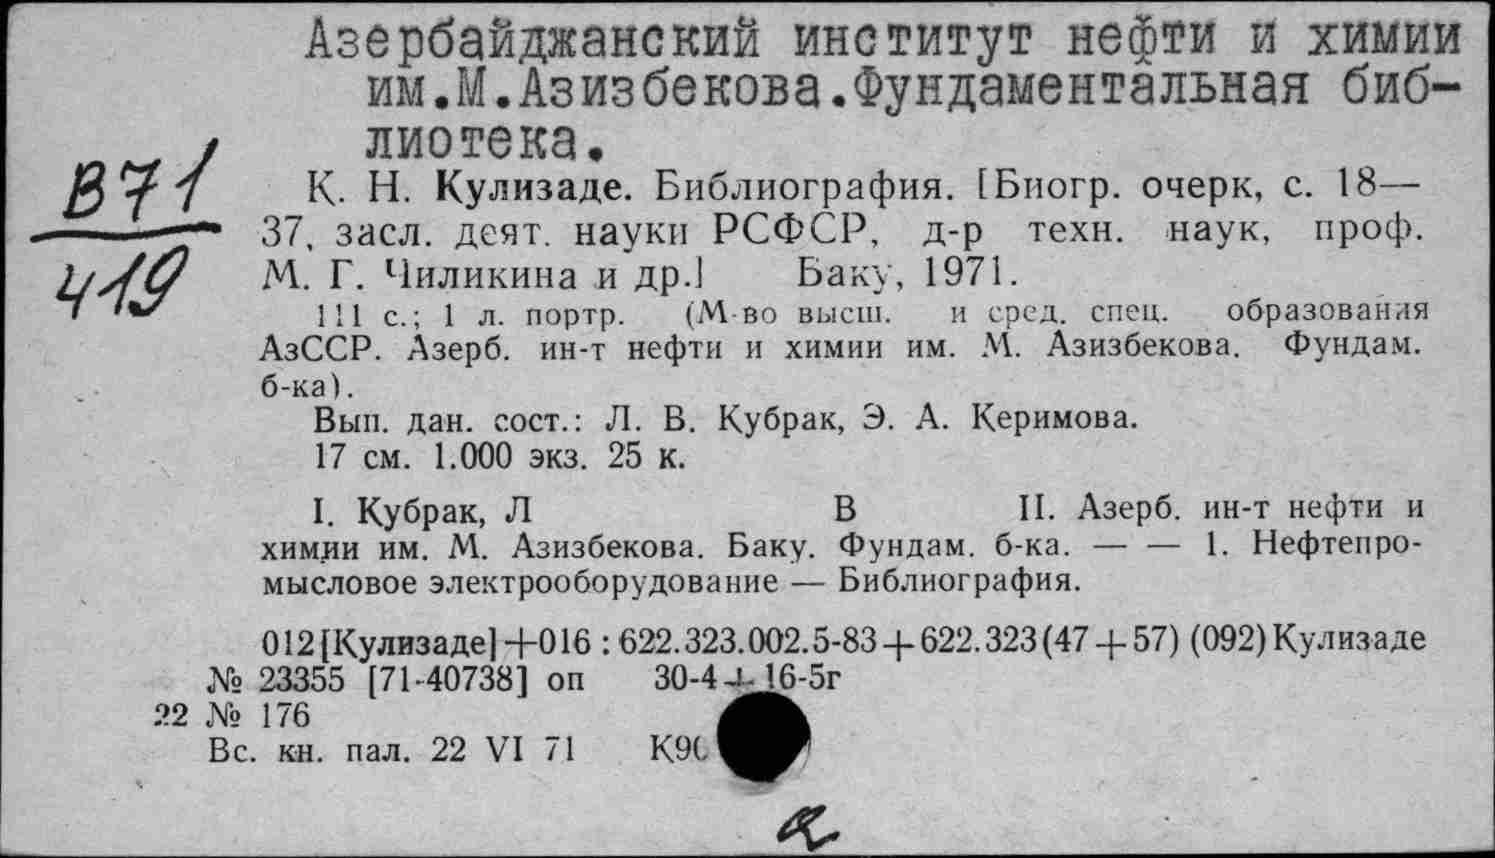 Азербайджанский институт нефти и химии
им.М.Азизбекова.Фундаментальная биб-
лиотека.
В71
419
К. Н. Кулизаде. Библиография. [Биогр. очерк, с. 18—
37, засл. деят. науки РСФСР, д-р техн. наук, проф.
М. Г. Чиликина и др.] Баку, 1971.
111 с.; 1 л. портр. (М-во высш. и сред. спец. образования
АзССР. Азерб. ин-т нефти и химии им. М. Азизбекова. Фундам.
б-ка).
Вып. дан. сост.: Л. В. Кубрак, Э. А. Керимова.
17 см. 1.000 экз. 25 к.
I. Кубрак, Л В II. Азерб. ин-т нефти и
химии им. М. Азизбекова. Баку. Фундам. б-ка. — — 1. Нефтепро-
мысловое электрооборудование — Библиография.
012[Кулизаде]+016 : 622.323.002.5-83+622.323(47+57) (092) Кулизаде
№ 23355 [71-40738] оп 30-4+16-5г
22 № 176
Вс. кн. пал. 22 VI 71